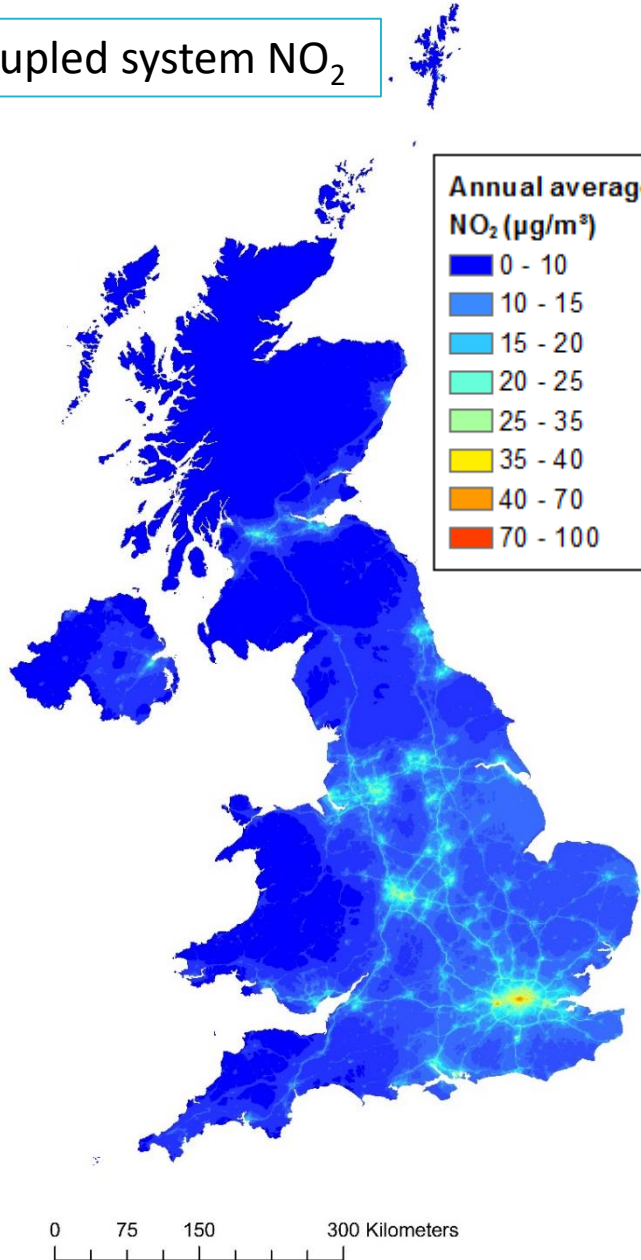 upled system NO₂
Annual average
NO₂ (µg/m³)
0 - 10
10 - 15
15 - 20
20 - 25
25 - 35
35 - 40
40 - 70
70 - 100
0 75 150 300 Kilometers